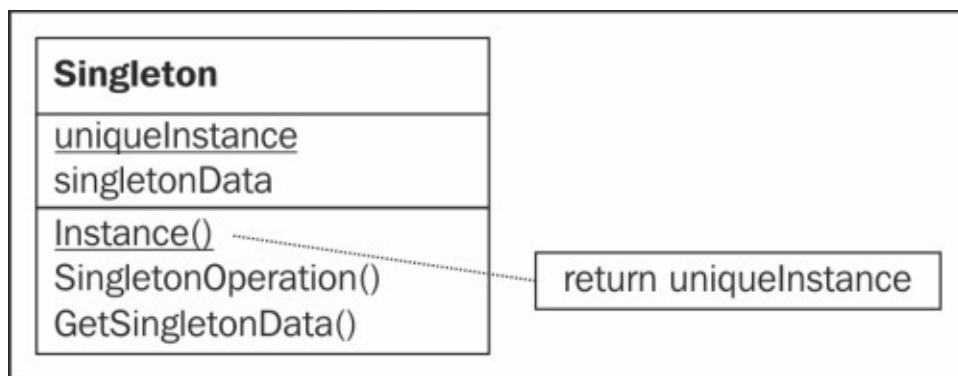 Singleton
uniqueInstance
singletonData
Instance()
SingletonOperation()
GetSingletonData()
return uniqueInstance